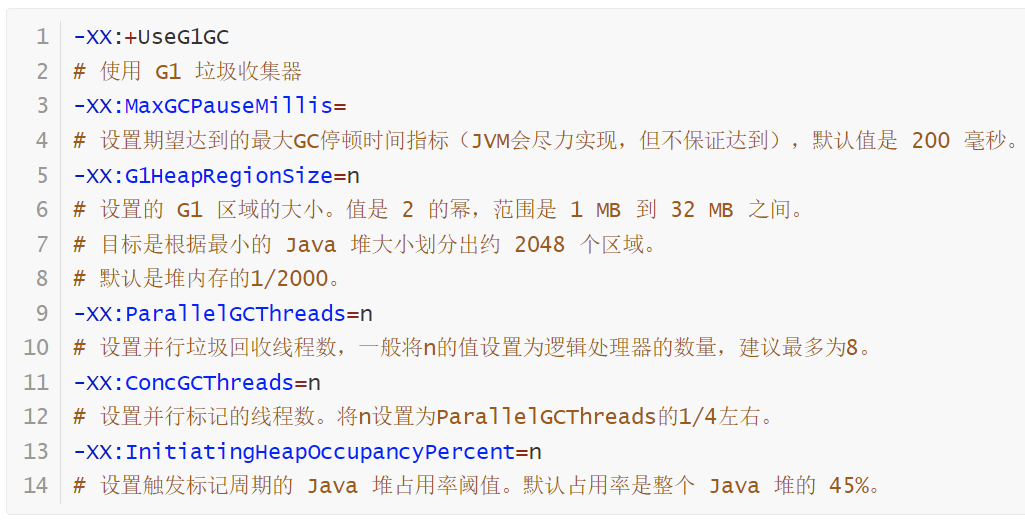 1 -XX:+UseG1GC
2 # 使用 G1 垃圾收集器
3 -XX:MaxGCPauseMillis=
4 # 设置期望达到的最大GC停顿时间指标（JVM会尽力实现，但不保证达到），默认值是 200 毫秒。
5 -XX:G1HeapRegionSize=n
6 # 设置的 G1 区域的大小。值是 2 的幂，范围是 1 MB 到 32 MB 之间。
7 # 目标是根据最小的 Java 堆大小划分出约 2048 个区域。
8 # 默认是堆内存的1/2000。
9 -XX:ParallelGCThreads=n
10 # 设置并行垃圾回收线程数，一般将n的值设置为逻辑处理器的数量，建议最多为8。
11 -XX:ConcGCThreads=n
12 # 设置并行标记的线程数。将n设置为ParallelGCThreads的1/4左右。
13 -XX:InitiatingHeapOccupancyPercent=n
14 # 设置触发标记周期的 Java 堆占用率阈值。默认占用率是整个 Java 堆的 45%。